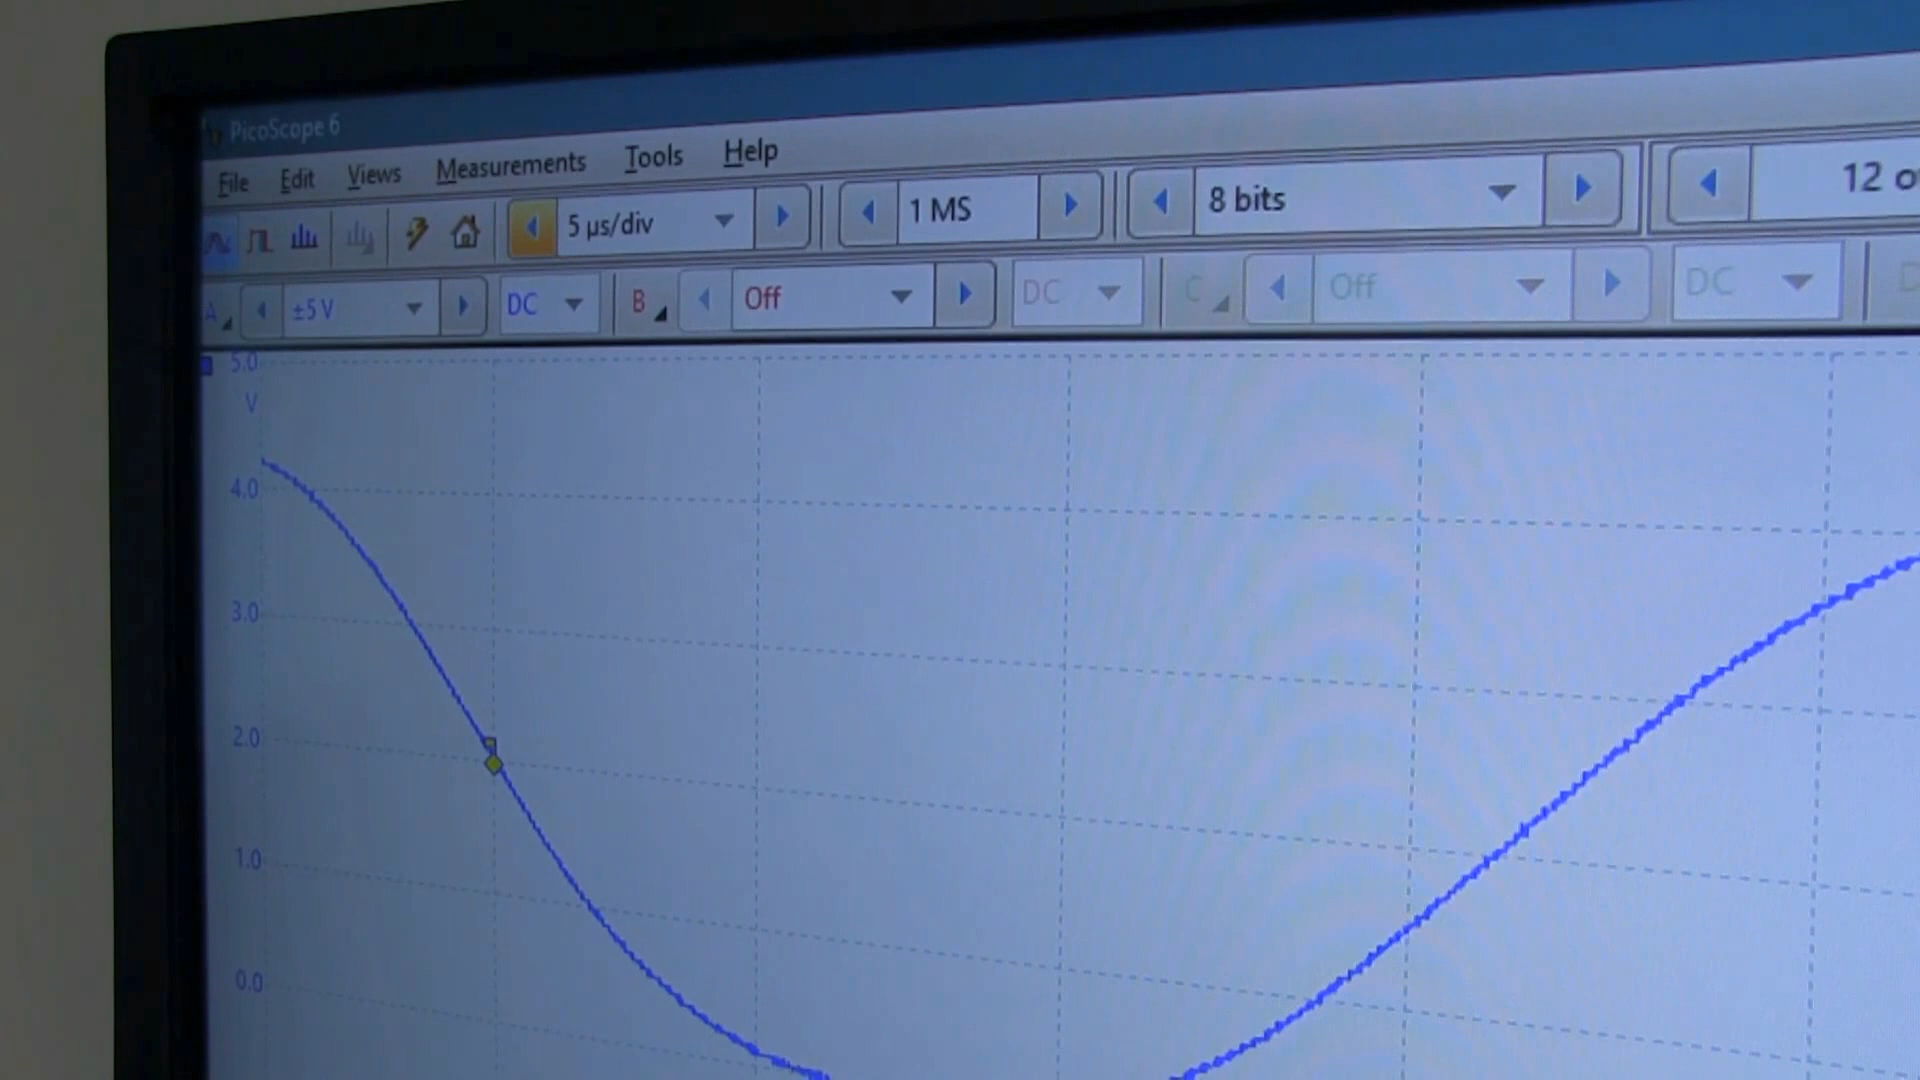 PicoScope 6
File Edit Views Measurements Tools Help
5 µs/div 1 MS 8 bits 12 o
A ±5 V DC B Off DC C Off DC D
5.0
V
4.0
3.0
2.0
1.0
0.0